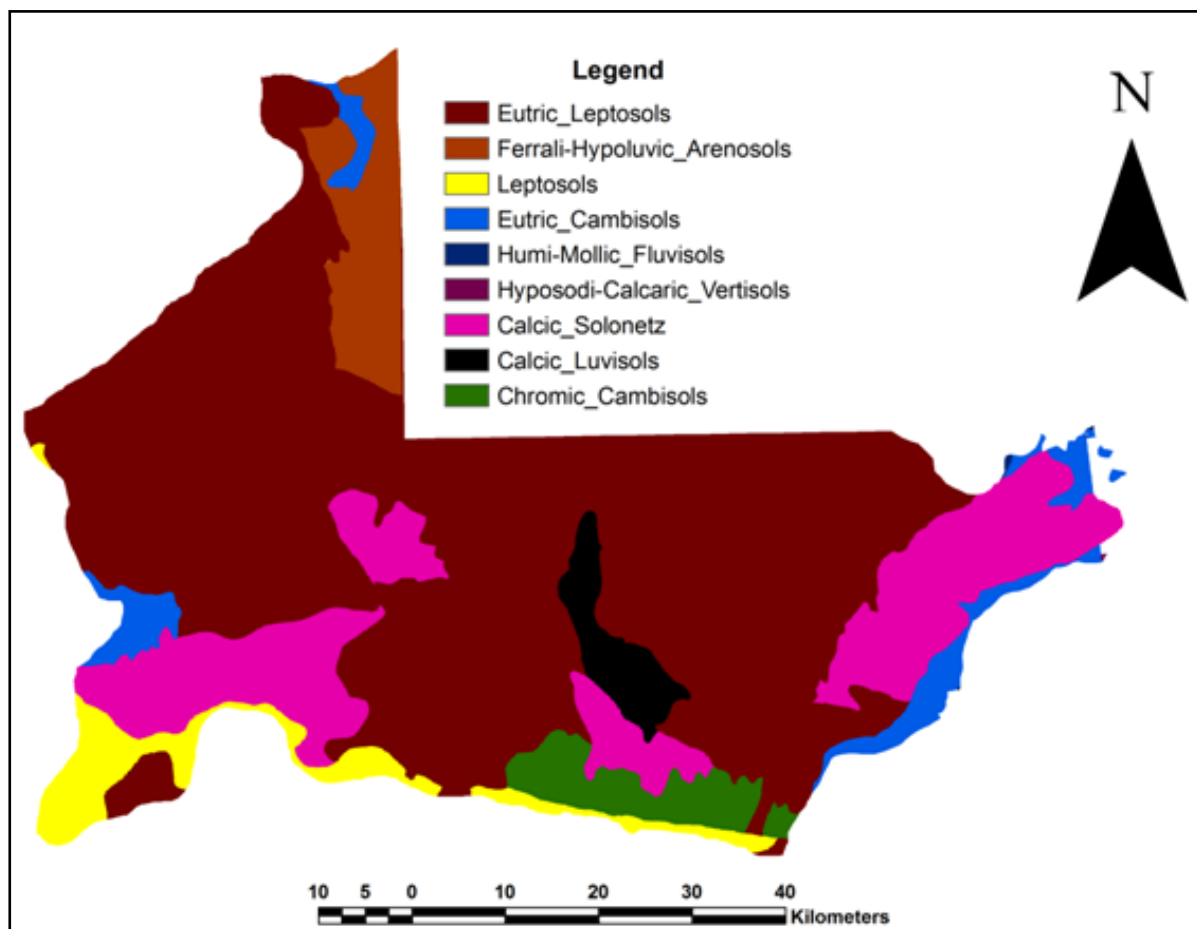 Legend
N
Eutric_Leptosols
Ferrali-Hypoluvic_Arenosols
Leptosols
Eutric_Cambisols
Humi-Mollic_Fluvisols
Hyposodi-Calcaric_Vertisols
Calcic_Solonetz
Calcic_Luvisols
Chromic_Cambisols
10 5 0 10 20 30 40
Kilometers